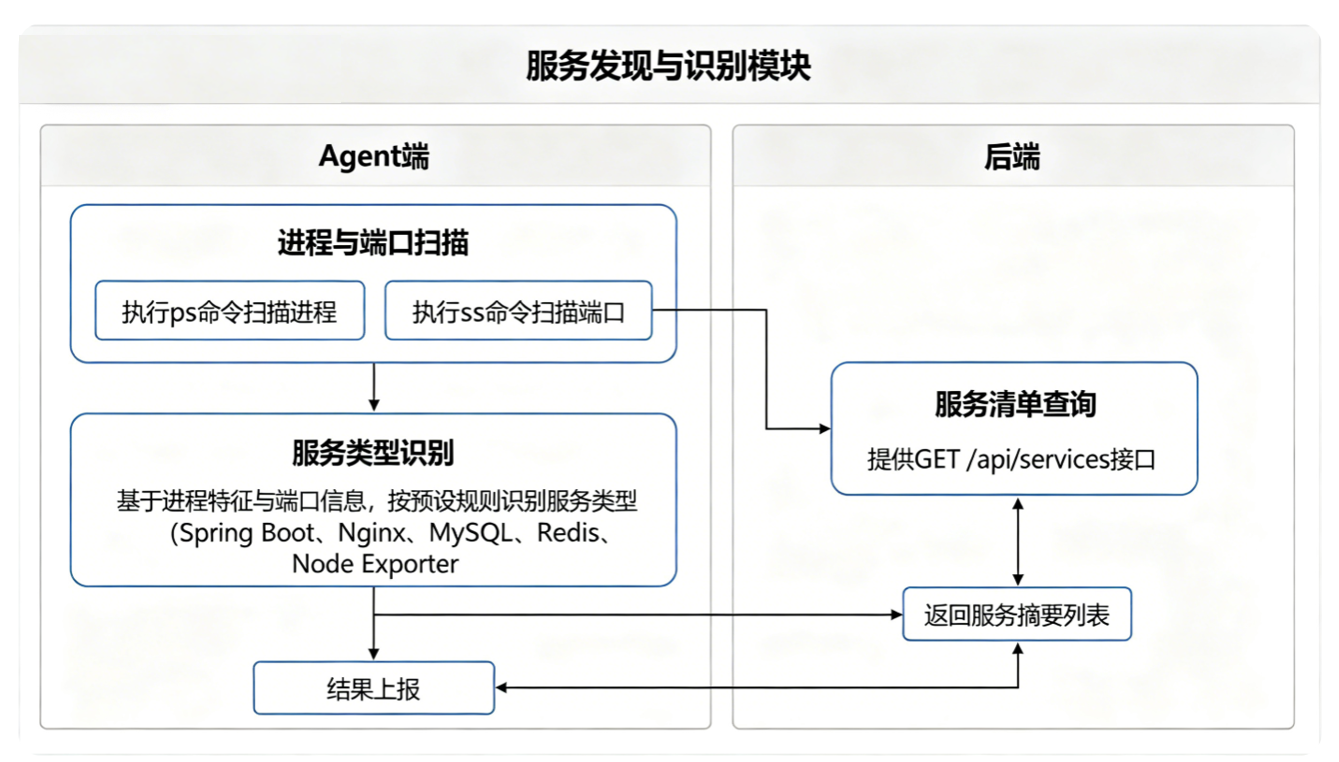 服务发现与识别模块
Agent端
进程与端口扫描
执行ps命令扫描进程
执行ss命令扫描端口
服务类型识别
基于进程特征与端口信息，按预设规则识别服务类型
（Spring Boot、Nginx、MySQL、Redis、
Node Exporter
结果上报
后端
服务清单查询
提供GET /api/services接口
返回服务摘要列表